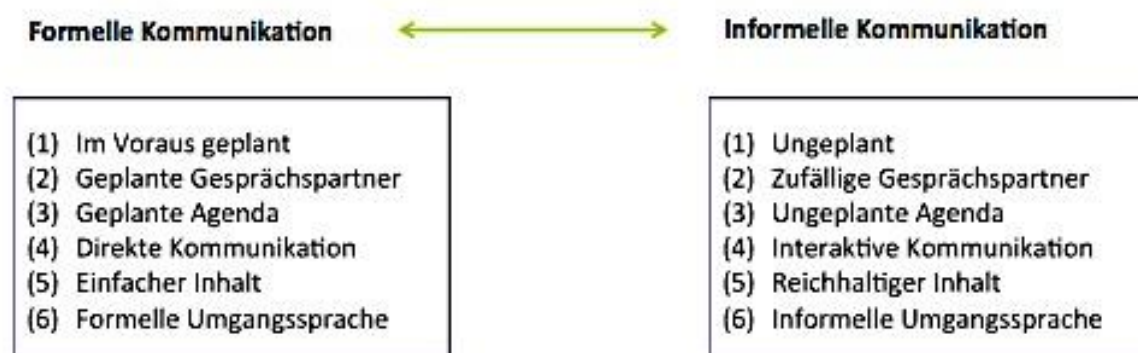 Formelle Kommunikation
Informelle Kommunikation
(1) Im Voraus geplant
(2) Geplante Gesprächspartner
(3) Geplante Agenda
(4) Direkte Kommunikation
(5) Einfacher Inhalt
(6) Formelle Umgangssprache
(1) Ungeplant
(2) Zufällige Gesprächspartner
(3) Ungeplante Agenda
(4) Interaktive Kommunikation
(5) Reichhaltiger Inhalt
(6) Informelle Umgangssprache